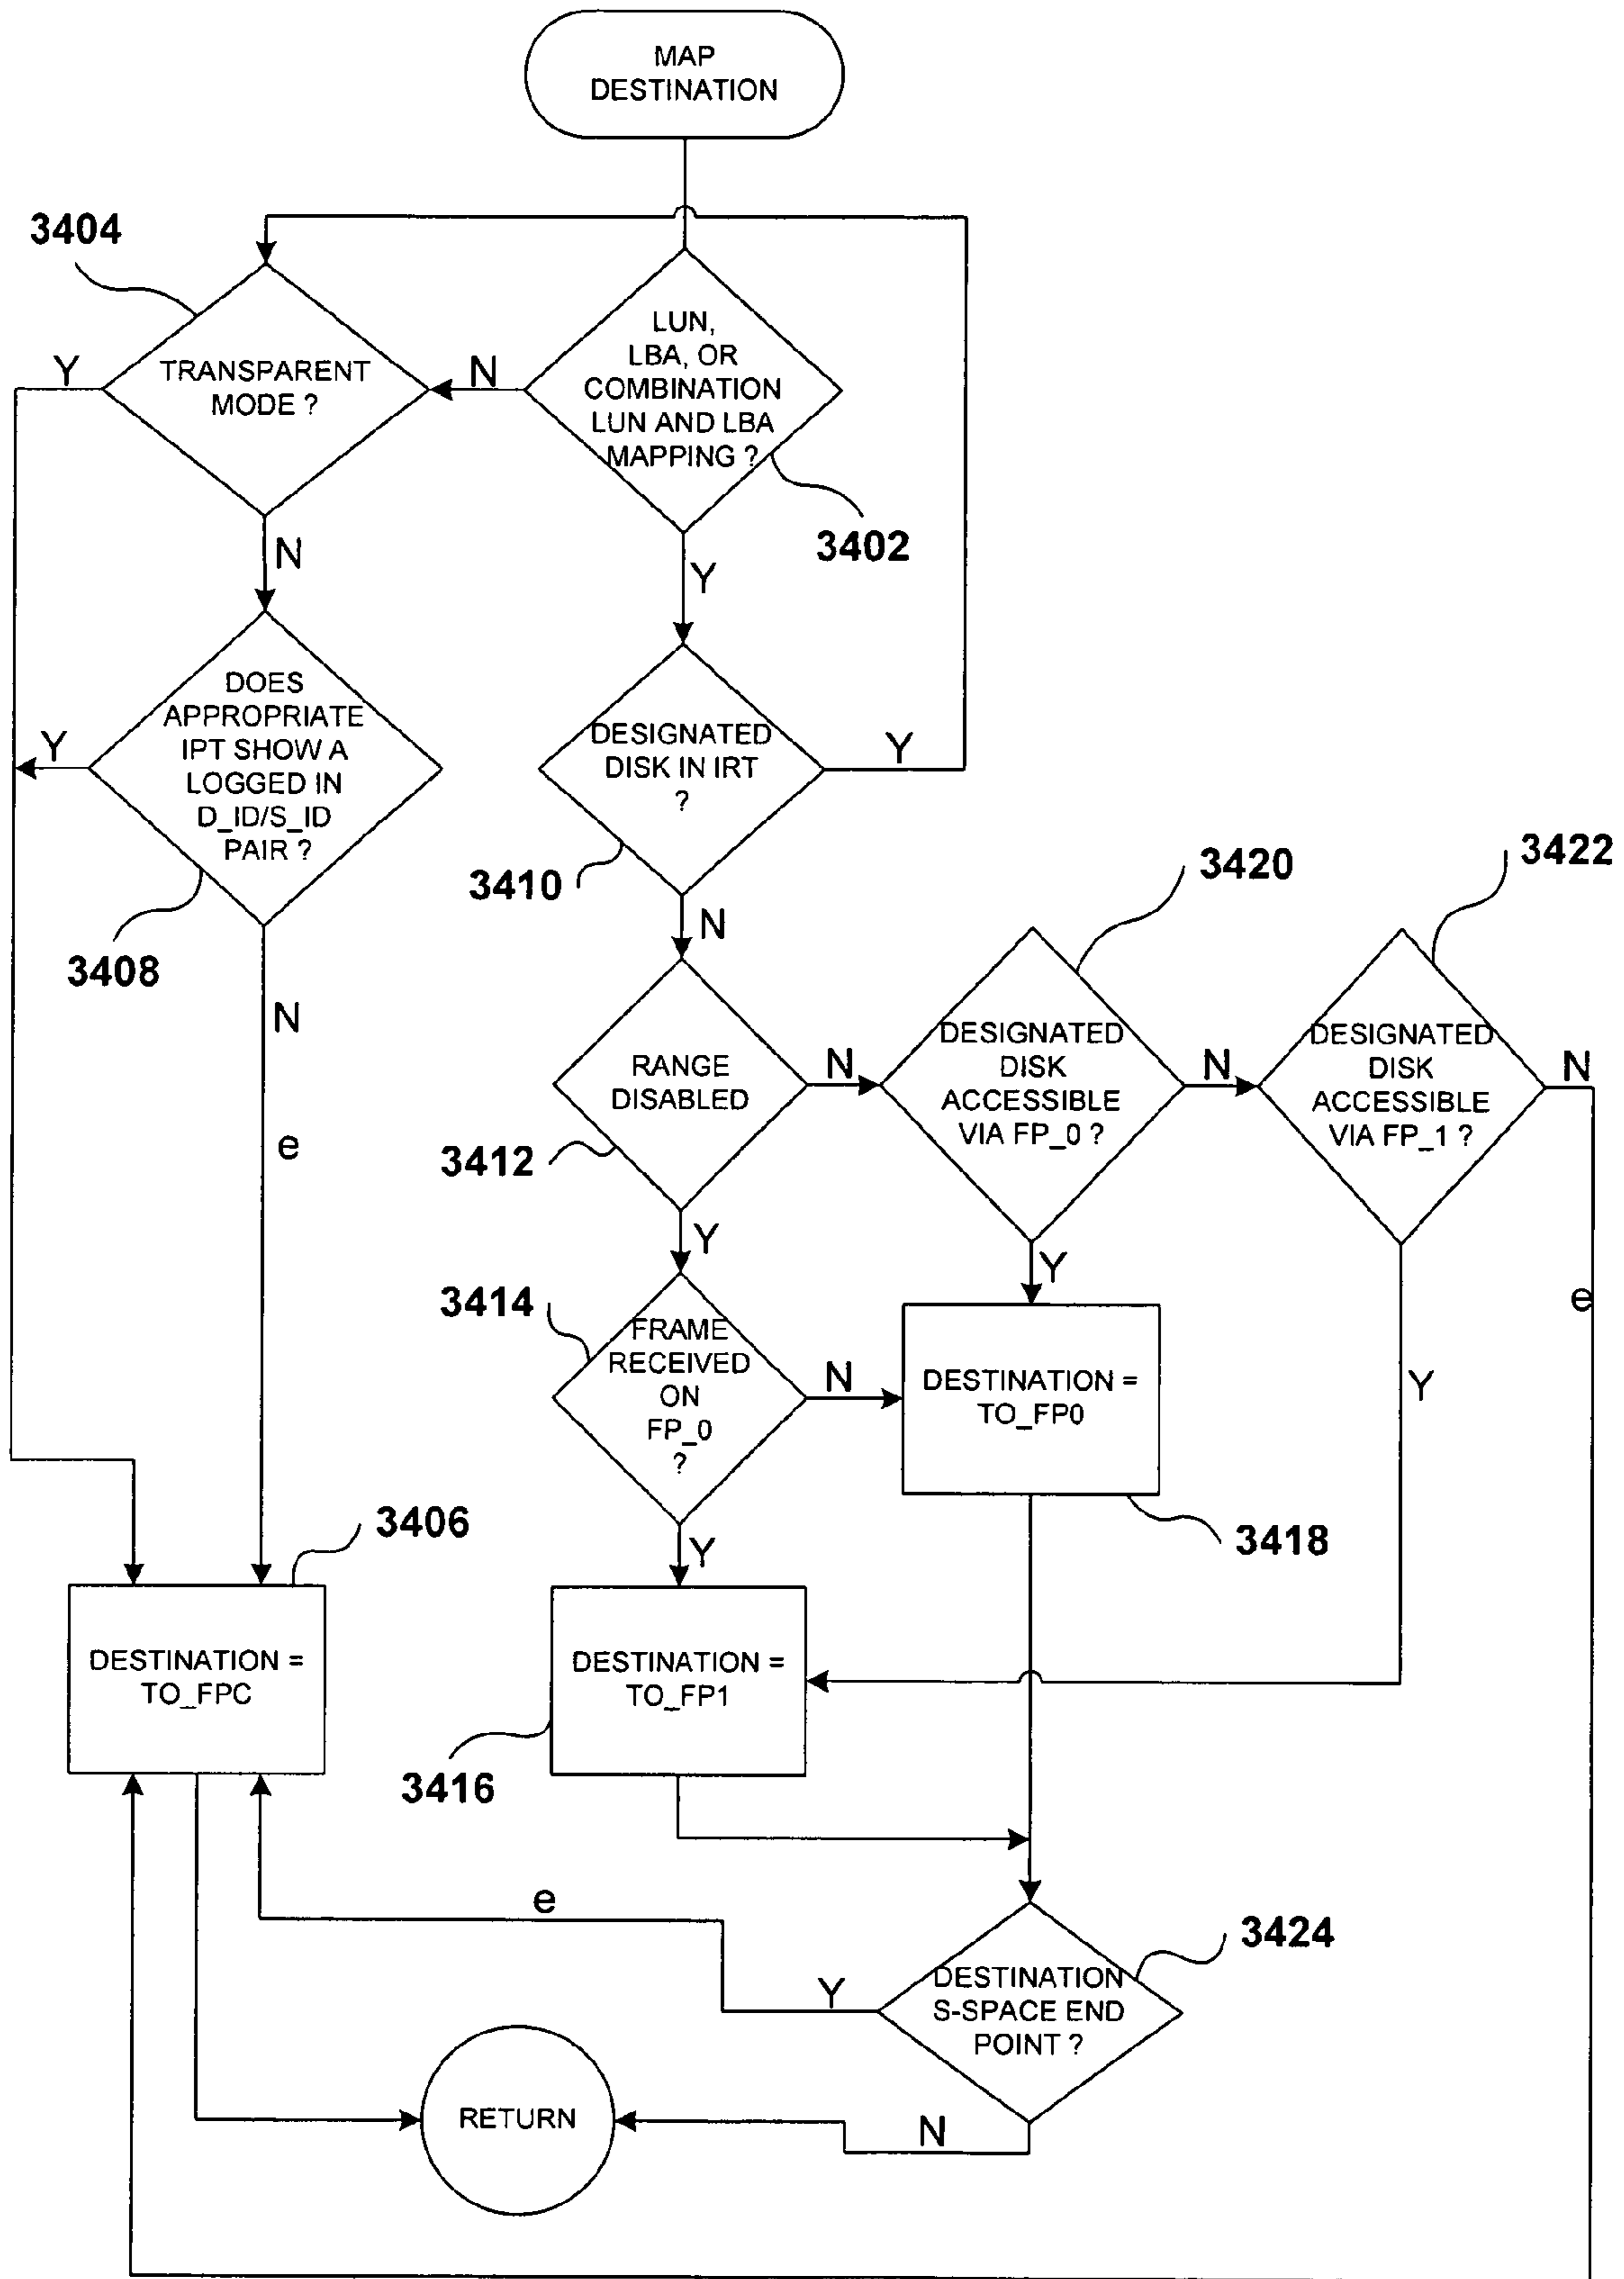 MAP
DESTINATION
3404
LUN,
LBA, OR
COMBINATION
LUN AND LBA
MAPPING ?
Y
TRANSPARENT
MODE ?
N
3402
N
Y
DOES
APPROPRIATE
IPT SHOW A
LOGGED IN
D_ID/S_ID
PAIR ?
Y
DESIGNATED
DISK IN IRT
?
Y
3410
3408
N
N
e
3420
3422
RANGE
DISABLED
N
DESIGNATED
DISK
ACCESSIBLE
VIA FP_0 ?
N
DESIGNATED
DISK
ACCESSIBLE
VIA FP_1 ?
N
3412
Y
Y
e
3414
FRAME
RECEIVED
ON
FP_0
?
N
DESTINATION =
TO_FP0
Y
3406
Y
3418
DESTINATION =
TO_FPC
DESTINATION =
TO_FP1
3416
e
3424
Y
DESTINATION
S-SPACE END
POINT ?
RETURN
N